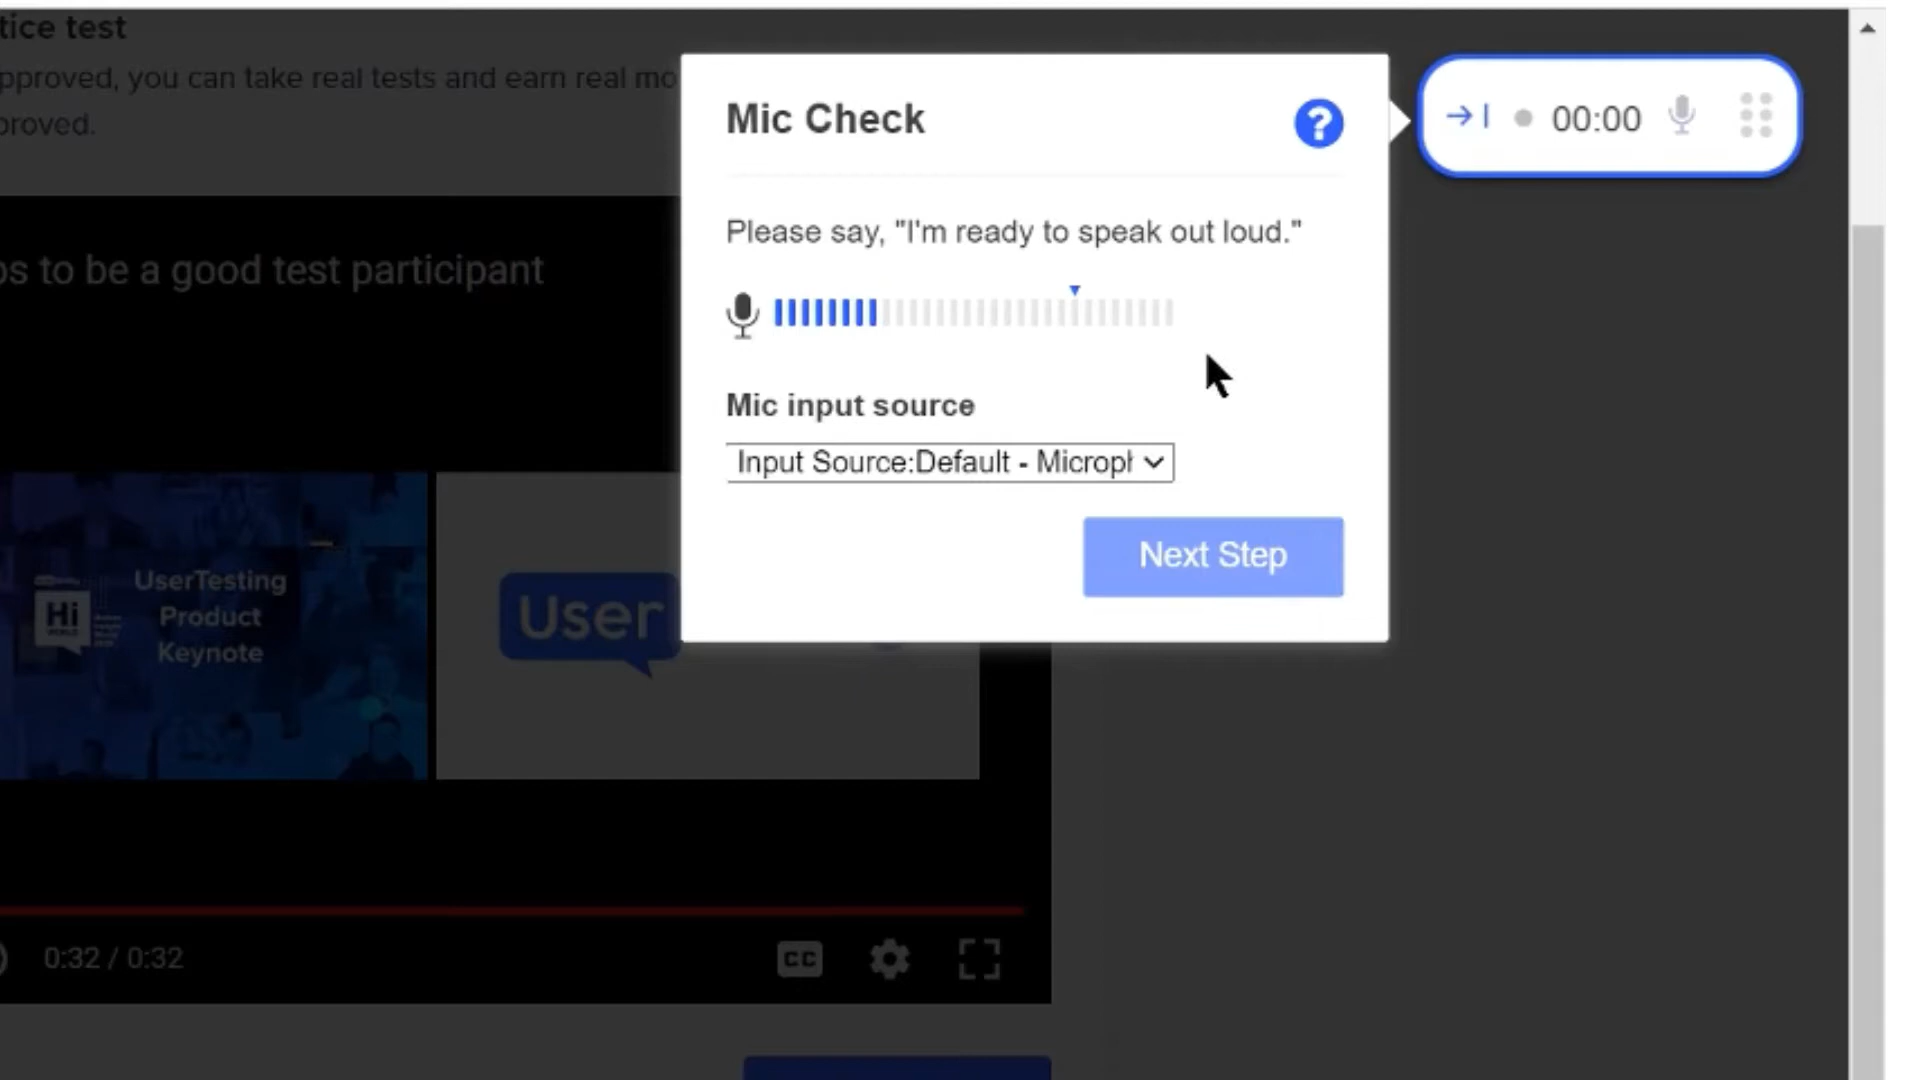 tice test
pproved, you can take real tests and earn real mo
proved.
Mic Check
?
00:00
Please say, "I'm ready to speak out loud."
ps to be a good test participant
Mic input source
Input Source:Default - Microph
Next Step
Hi
UserTesting
Product
Keynote
User
0:32 / 0:32
CC